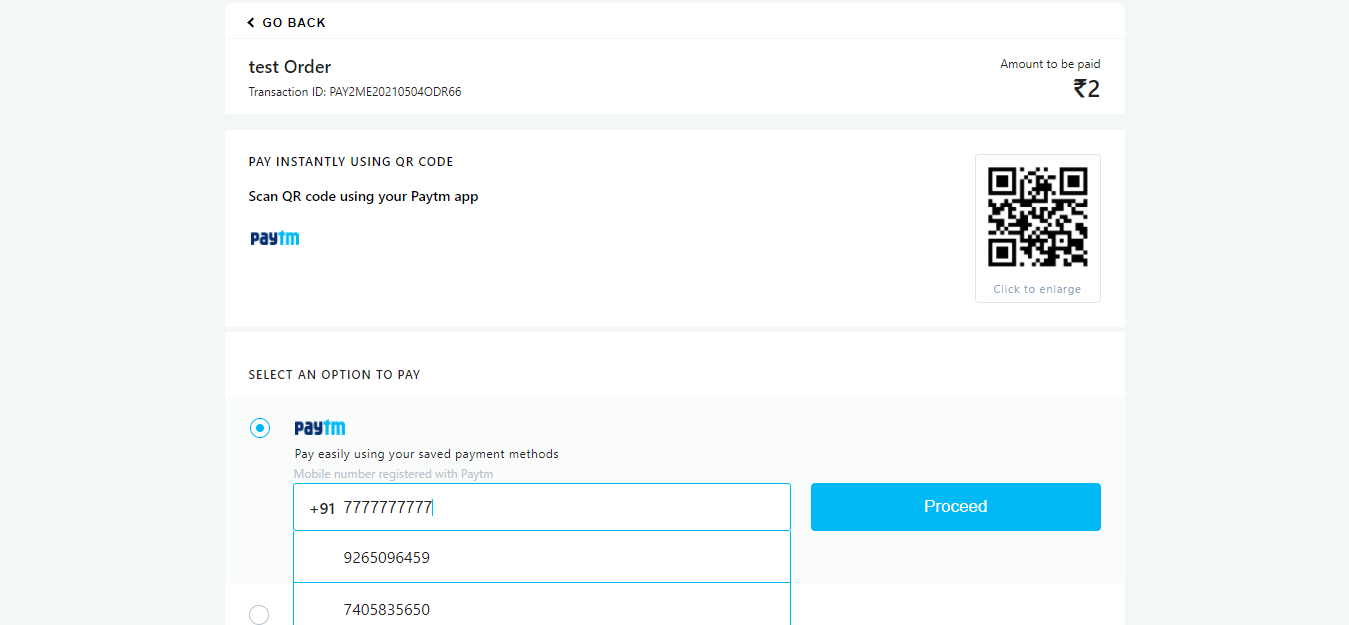 GO BACK
test Order
Transaction ID: PAY2ME20210504ODR66
Amount to be paid
₹2
PAY INSTANTLY USING QR CODE
Scan QR code using your Paytm app
paytm
Click to enlarge
SELECT AN OPTION TO PAY
paytm
Pay easily using your saved payment methods
Mobile number registered with Paytm
+91 7777777777
Proceed
9265096459
7405835650